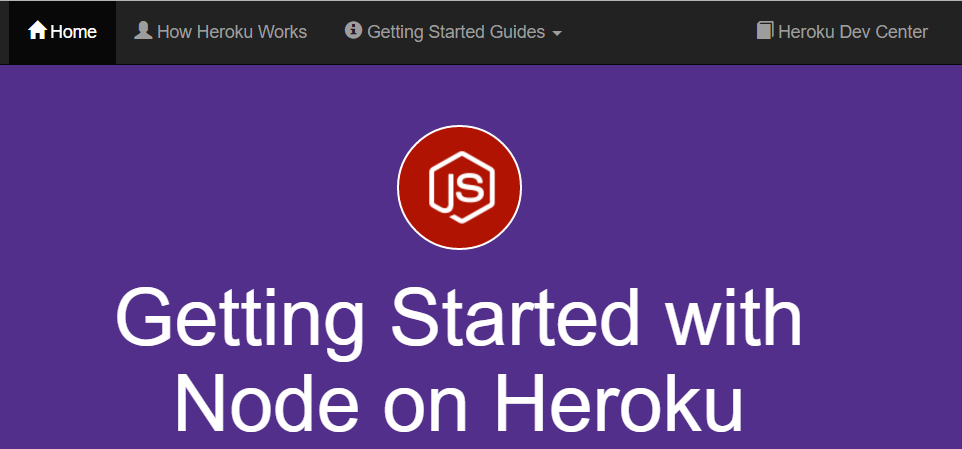 Home How Heroku Works Getting Started Guides Heroku Dev Center
JS
Getting Started with
Node on Heroku